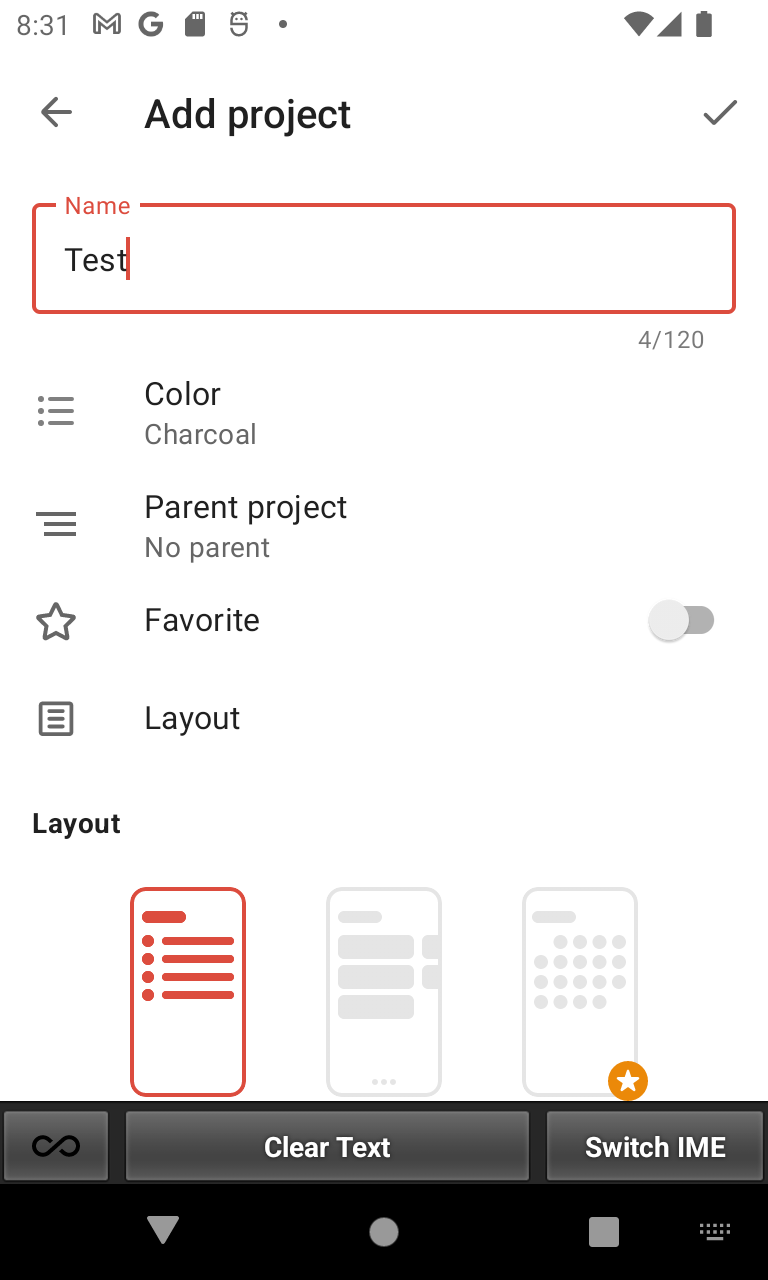 8:31
Add project
Name
Test
4/120
Color
Charcoal
Parent project
No parent
Favorite
Layout
Layout
Clear Text
Switch IME